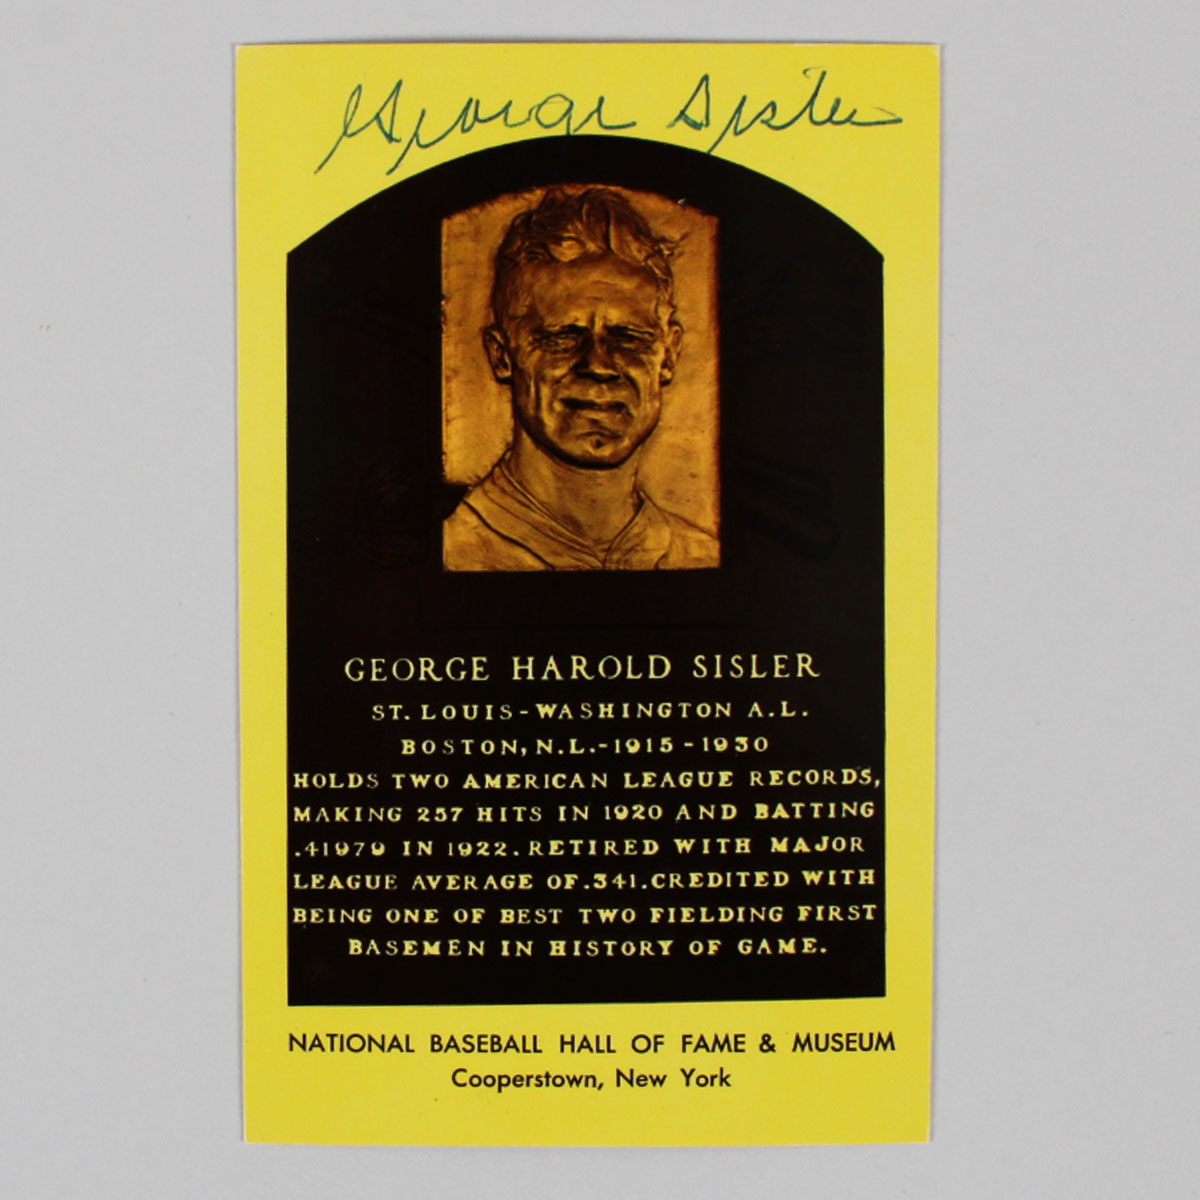 George Sisler
GEORGE HAROLD SISLER
ST. LOUIS-WASHINGTON A.L.
BOSTON, N.L.-1915-1930
HOLDS TWO AMERICAN LEAGUE RECORDS,
MAKING 257 HITS IN 1920 AND BATTING
.41979 IN 1922. RETIRED WITH MAJOR
LEAGUE AVERAGE OF .341. CREDITED WITH
BEING ONE OF BEST TWO FIELDING FIRST
BASEMEN IN HISTORY OF GAME.
NATIONAL BASEBALL HALL OF FAME & MUSEUM
Cooperstown, New York